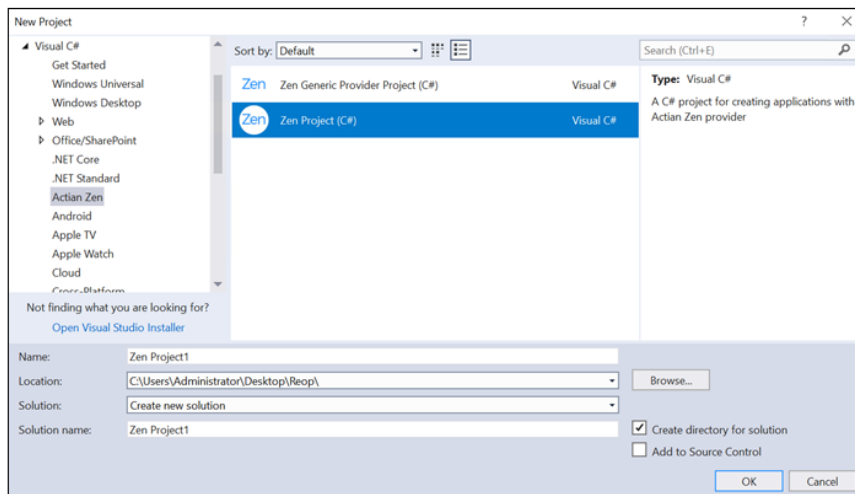 New Project
? ×
Visual C#
Get Started
Windows Universal
Windows Desktop
Web
Office/SharePoint
.NET Core
.NET Standard
Actian Zen
Android
Apple TV
Apple Watch
Cloud
Cross-Platform
Not finding what you are looking for?
Open Visual Studio Installer
Sort by: Default
Zen Zen Generic Provider Project (C#) Visual C#
Zen Zen Project (C#) Visual C#
Search (Ctrl+E)
Type: Visual C#
A C# project for creating applications with
Actian Zen provider
Name: Zen Project1
Location: C:\Users\Administrator\Desktop\Reop\ Browse...
Solution: Create new solution
Solution name: Zen Project1
Create directory for solution
Add to Source Control
OK Cancel